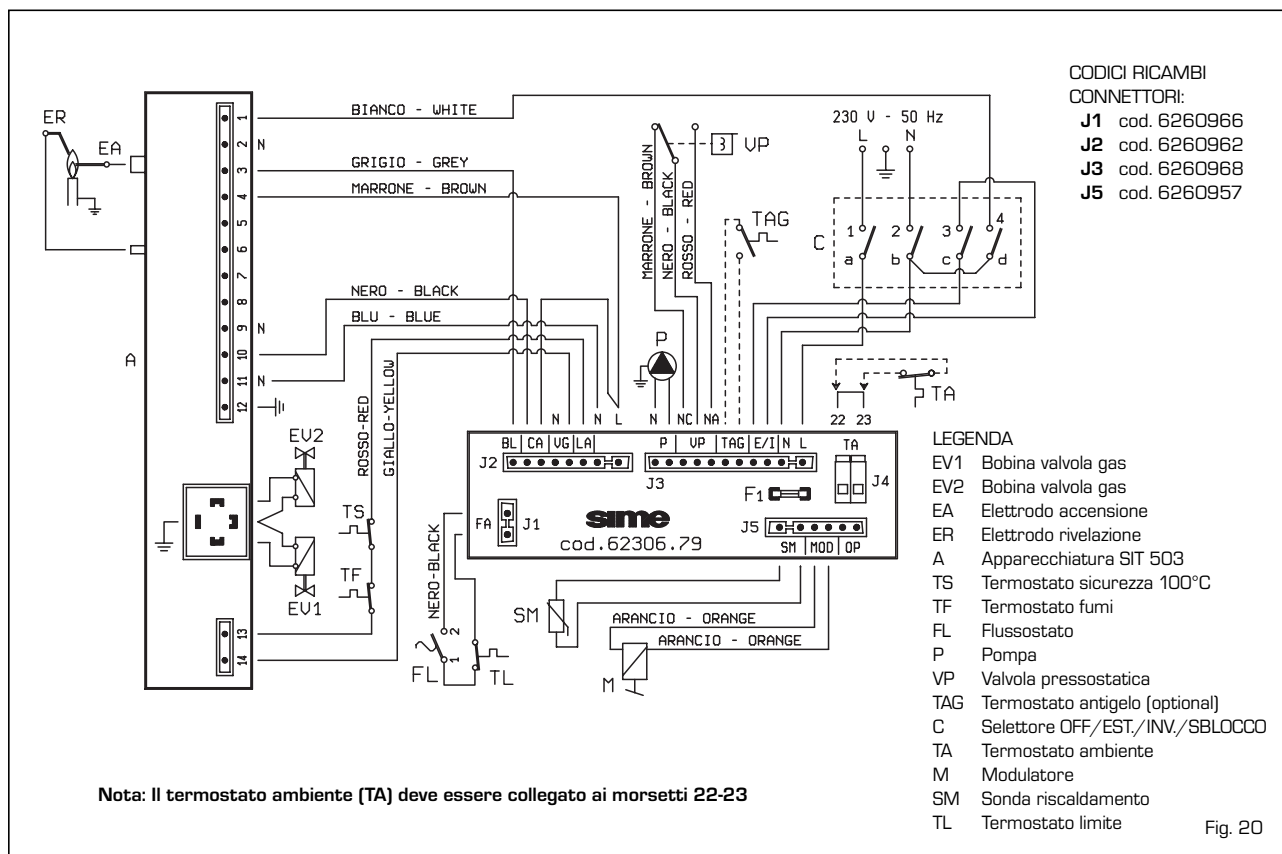 CODICI RICAMBI
CONNETTORI:
J1 cod. 6260966
J2 cod. 6260962
J3 cod. 6260968
J5 cod. 6260957
230 V - 50 Hz
L N
ER
EA
A
1
2 N
3
4
5
6
7
8
9 N
10
11 N
12
13
14
BIANCO - WHITE
GRIGIO - GREY
MARRONE - BROWN
NERO - BLACK
BLU - BLUE
ROSSO-RED
GIALLO-YELLOW
EV2
EV1
TS
TF
MARRONE - BROWN
NERO - BLACK
ROSSO - RED
VP
TAG
P
C
1 2 3 4
a b c d
22 23
TA
N NC NA
N N L
BL CA VG LA
J2
P VP TAG E/I N L
J3
TA
J4
F1
FA J1
sime
cod.62306.79
J5
SM MOD OP
NERO-BLACK
2
1
FL
TL
SM
ARANCIO - ORANGE
ARANCIO - ORANGE
M
LEGENDA
EV1 Bobina valvola gas
EV2 Bobina valvola gas
EA Elettrodo accensione
ER Elettrodo rivelazione
A Apparecchiatura SIT 503
TS Termostato sicurezza 100°C
TF Termostato fumi
FL Flussostato
P Pompa
VP Valvola pressostatica
TAG Termostato antigelo (optional)
C Selettore OFF/EST./INV./SBLOCCO
TA Termostato ambiente
M Modulatore
SM Sonda riscaldamento
TL Termostato limite
Nota: Il termostato ambiente (TA) deve essere collegato ai morsetti 22-23
Fig. 20